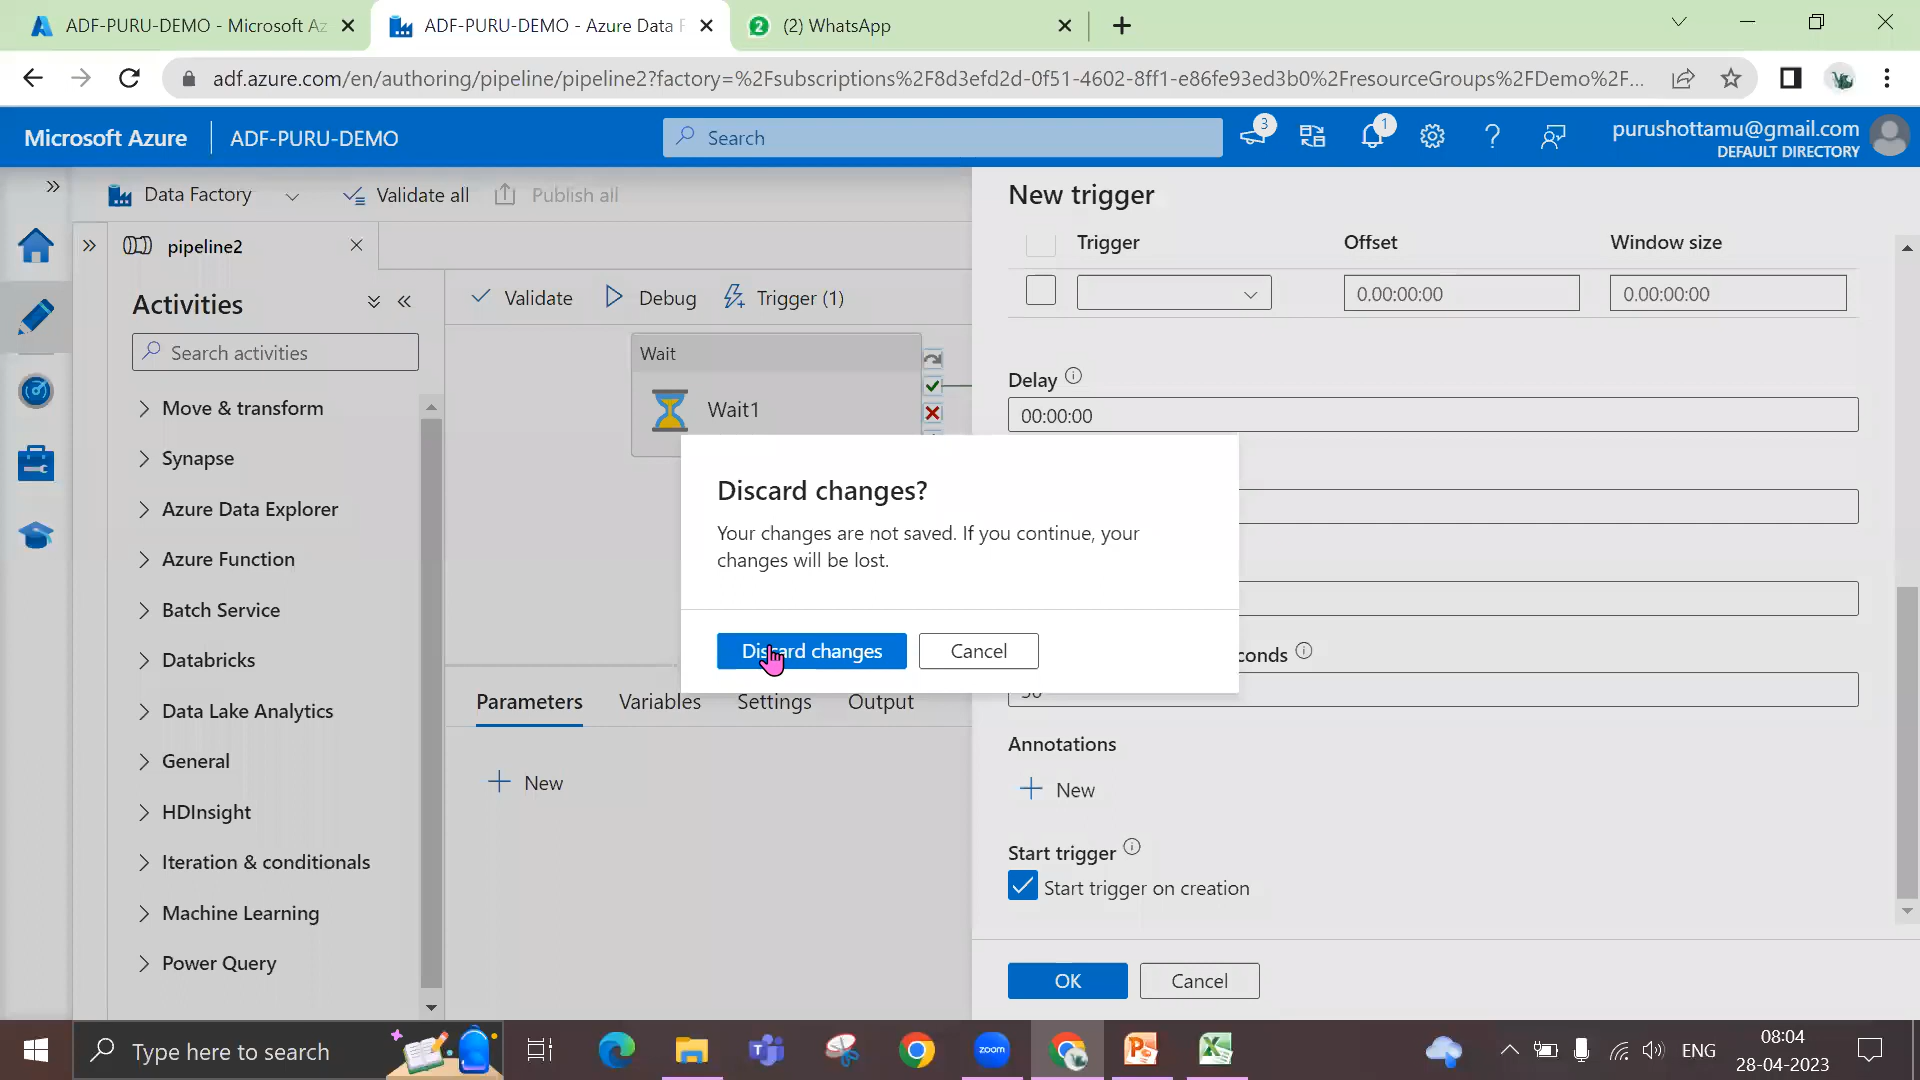 ADF-PURU-DEMO - Microsoft Az
ADF-PURU-DEMO - Azure Data F
2 (2) WhatsApp
adf.azure.com/en/authoring/pipeline/pipeline2?factory=%2Fsubscriptions%2F8d3efd2d-0f51-4602-8ff1-e86fe93ed3b0%2FresourceGroups%2FDemo%2F...
Microsoft Azure
ADF-PURU-DEMO
Search
3
1
purushottamu@gmail.com
DEFAULT DIRECTORY
Data Factory
Validate all
Publish all
pipeline2
Activities
Search activities
Move & transform
Synapse
Azure Data Explorer
Azure Function
Batch Service
Databricks
Data Lake Analytics
General
HDInsight
Iteration & conditionals
Machine Learning
Power Query
Validate
Debug
Trigger (1)
Wait
Wait1
Parameters
Variables
Settings
Output
New
New trigger
Trigger
Offset
Window size
0.00:00:00
0.00:00:00
Delay
00:00:00
Discard changes?
Your changes are not saved. If you continue, your
changes will be lost.
Discard changes
Cancel
conds
Annotations
New
Start trigger
Start trigger on creation
OK
Cancel
Type here to search
zoom
ENG
08:04
28-04-2023